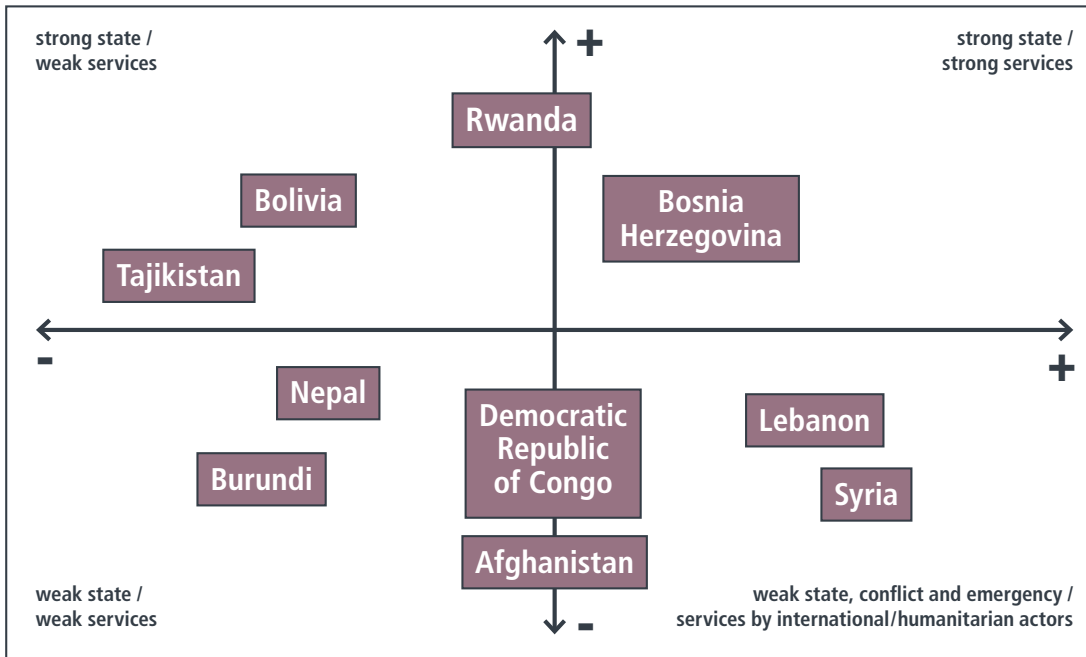 strong state /
weak services
+
strong state /
strong services
Rwanda
Bolivia
Bosnia
Herzegovina
Tajikistan
-
+
Nepal
Democratic
Republic
of Congo
Lebanon
Burundi
Syria
Afghanistan
weak state /
weak services
-
weak state, conflict and emergency /
services by international/humanitarian actors